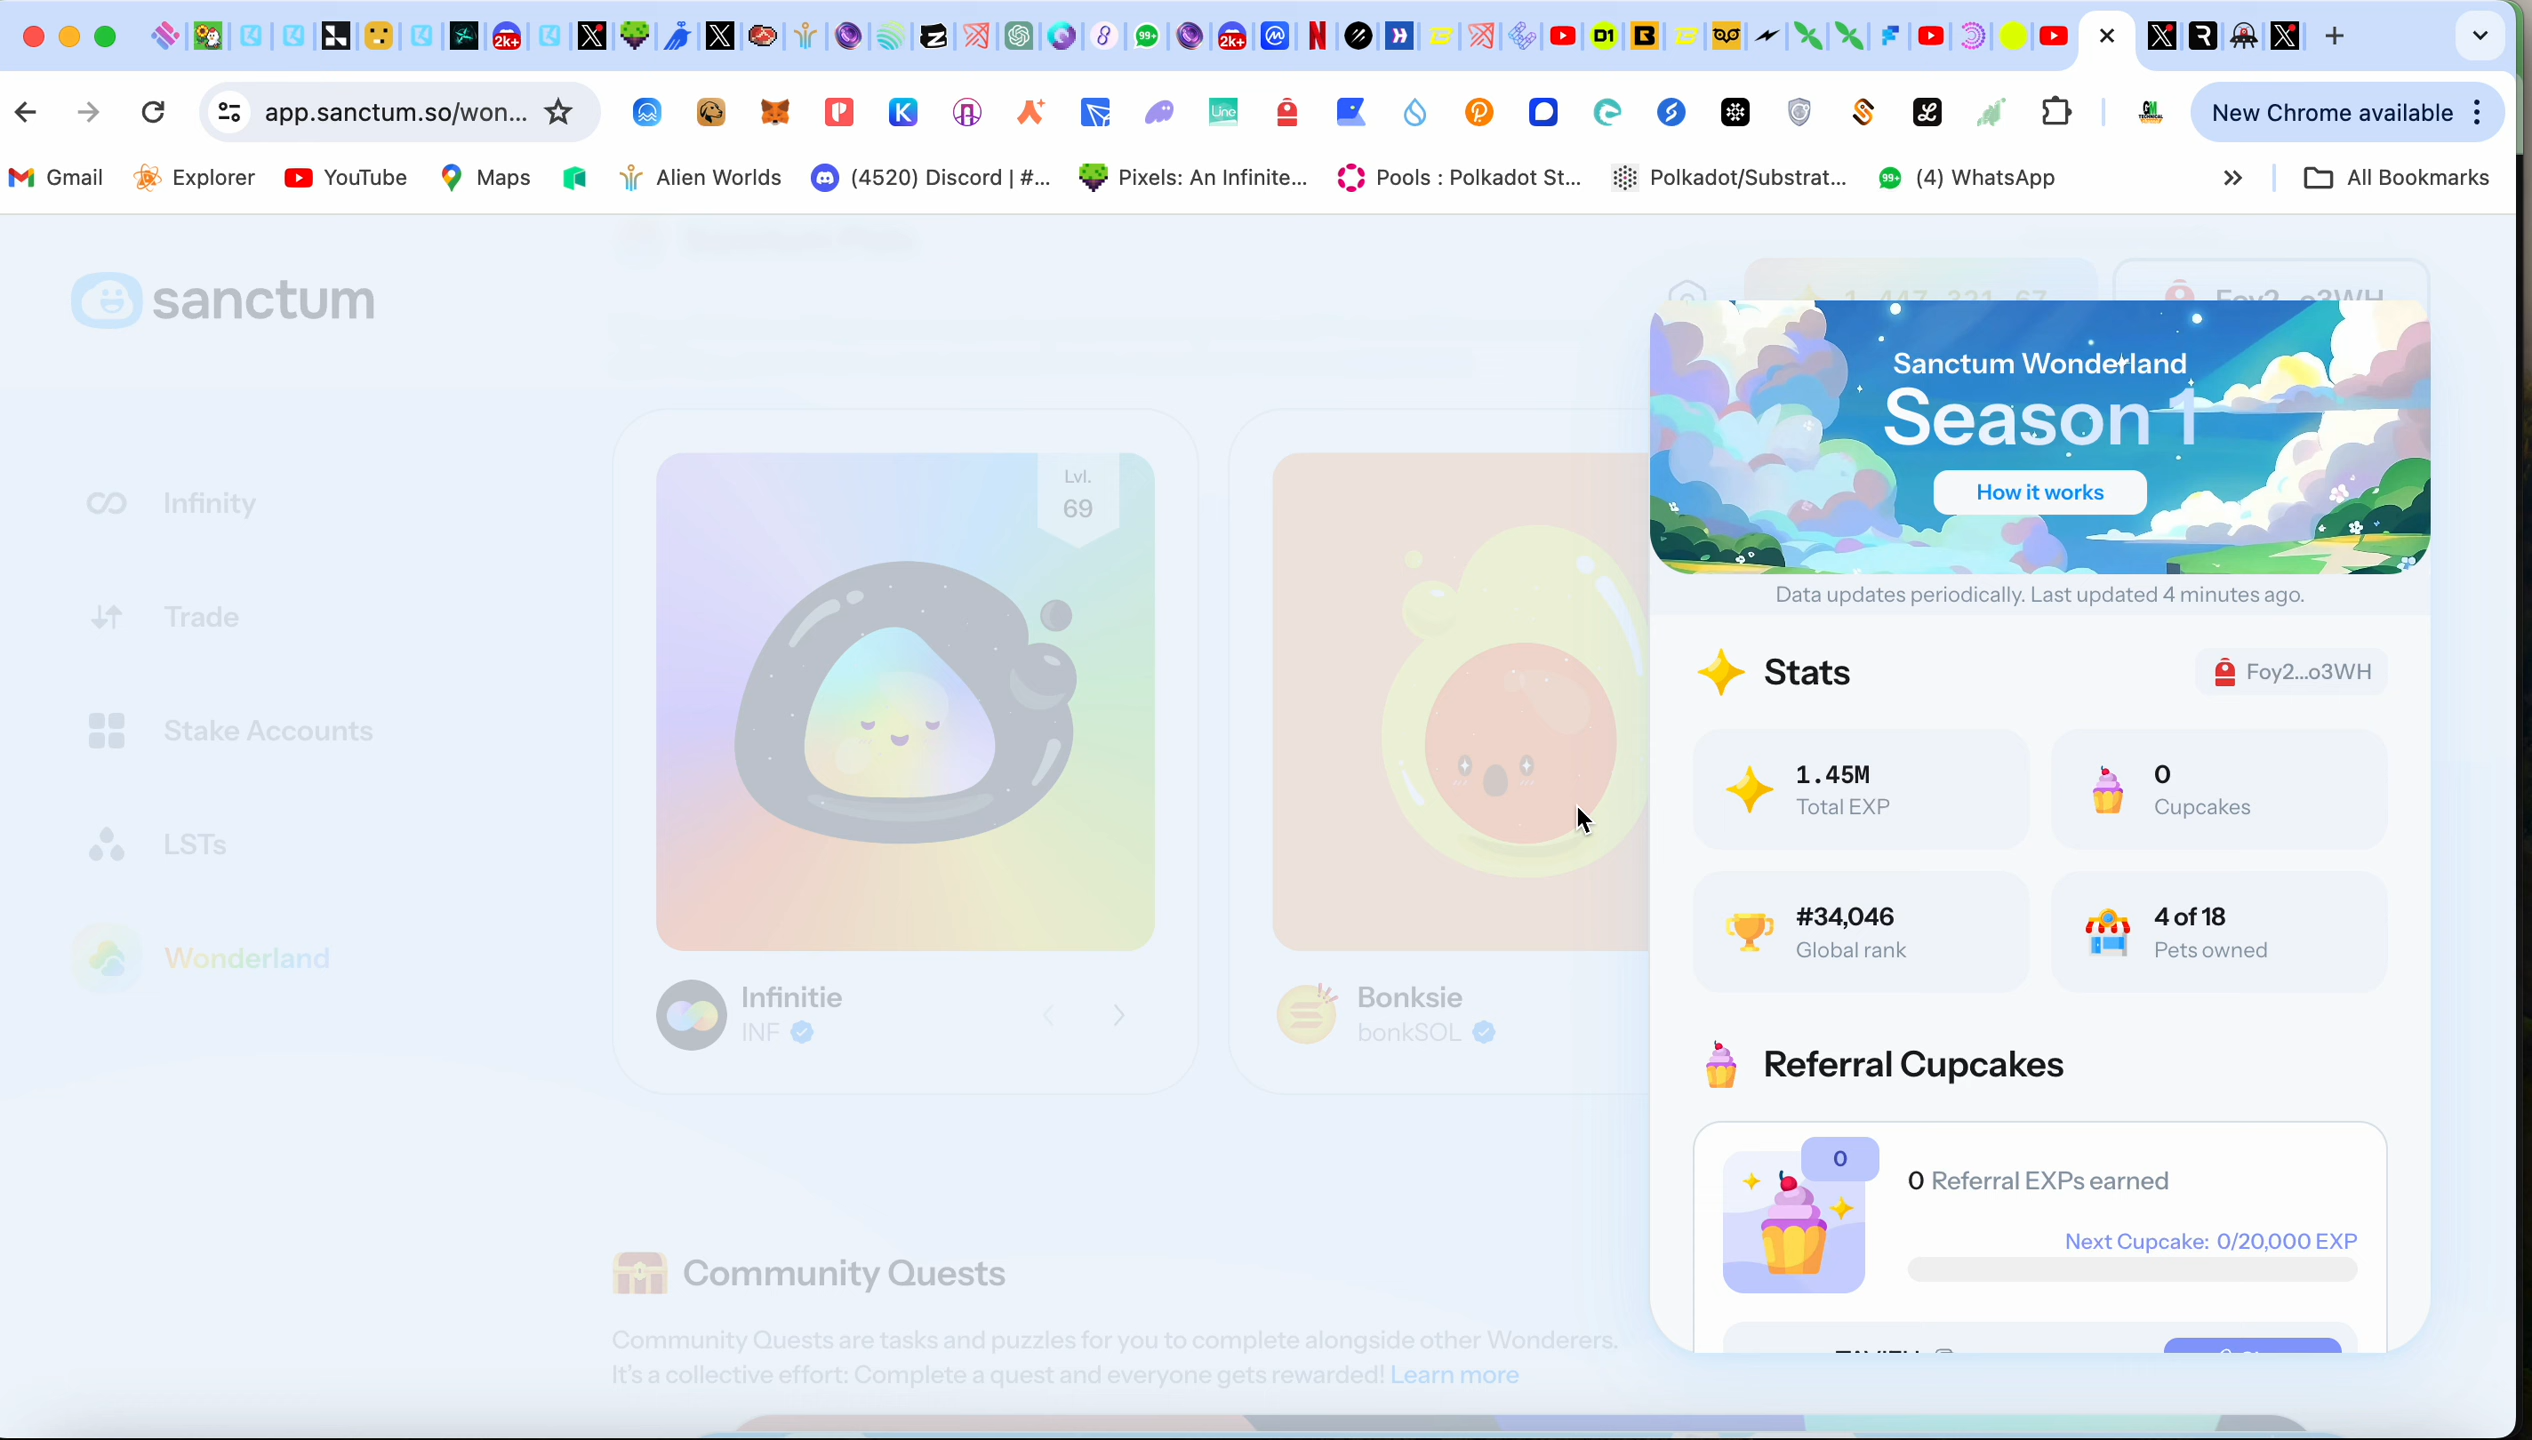 2k+
99+
2k+
D1
app.sanctum.so/won...
New Chrome available
Gmail
Explorer
YouTube
Maps
Alien Worlds
(4520) Discord | #...
Pixels: An Infinite...
Pools : Polkadot St...
Polkadot/Substrat...
99+
(4) WhatsApp
All Bookmarks
sanctum
Infinity
Trade
Stake Accounts
LSTs
Wonderland
Lvl.
69
Infinitie
INF
Bonksie
bonkSOL
Community Quests
Community Quests are tasks and puzzles for you to complete alongside other Wonderers.
It's a collective effort: Complete a quest and everyone gets rewarded! Learn more
Sanctum Wonderland
Season 1
How it works
Data updates periodically. Last updated 4 minutes ago.
Stats
Foy2...o3WH
1.45M
Total EXP
0
Cupcakes
#34,046
Global rank
4 of 18
Pets owned
Referral Cupcakes
0
0 Referral EXPs earned
Next Cupcake: 0/20,000 EXP